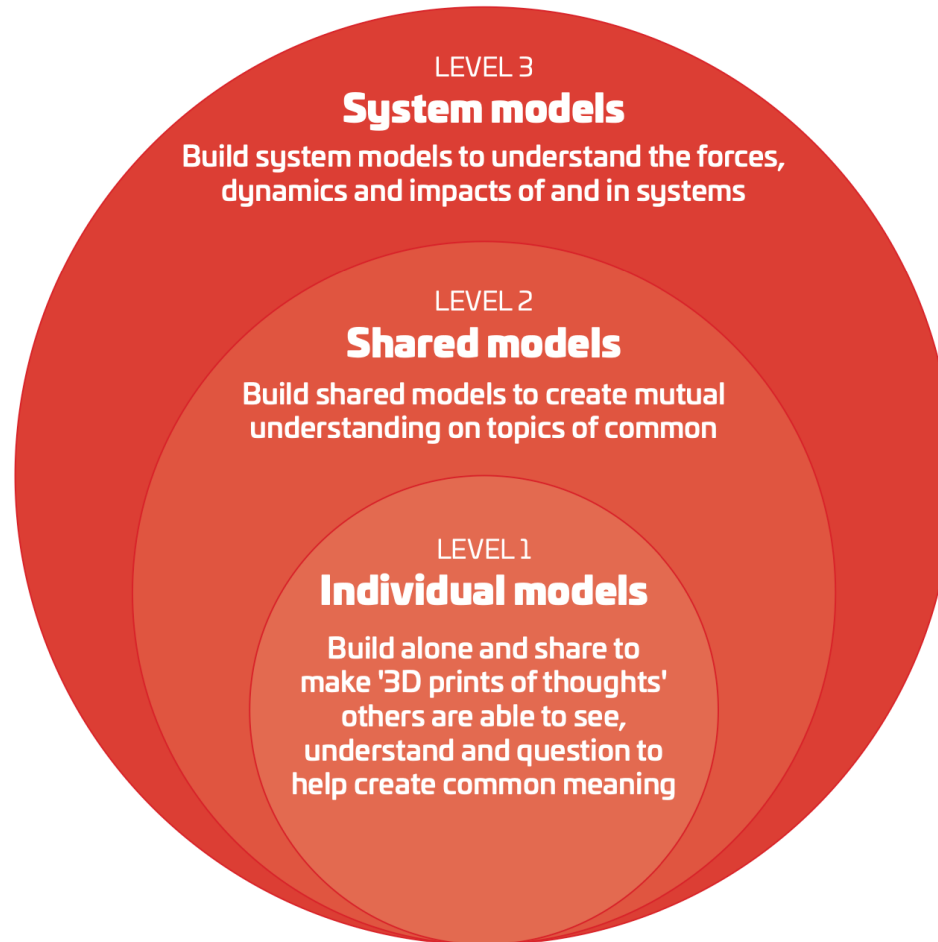 LEVEL 3
System models
Build system models to understand the forces,
dynamics and impacts of and in systems
LEVEL 2
Shared models
Build shared models to create mutual
understanding on topics of common
LEVEL 1
Individual models
Build alone and share to
make '3D prints of thoughts'
others are able to see,
understand and question to
help create common meaning